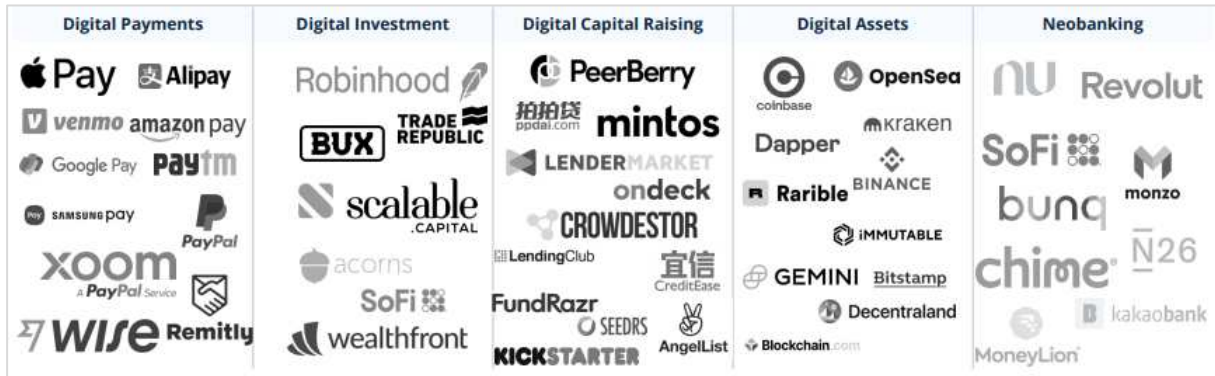 Digital Payments
Digital Investment
Digital Capital Raising
Digital Assets
Neobanking
Pay
Alipay
venmo
amazon pay
Google Pay
paytm
Pay
SAMSUNG pay
PayPal
xoom
A PayPal Service
WISE
Remitly
Robinhood
BUX
TRADE
REPUBLIC
scalable
.CAPITAL
acorns
SoFi
wealthfront
PeerBerry
拍拍贷
ppdai.com
mintos
LENDERMARKET
ondeck
CROWDESTOR
LendingClub
宜信
CreditEase
FundRazr
SEEDRS
KICKSTARTER
AngelList
coinbase
OpenSea
kraken
Dapper
BINANCE
R
Rarible
iMMUTABLE
GEMINI
Bitstamp
Decentraland
Blockchain.com
nu
Revolut
SoFi
monzo
bunq
N26
chime
kakaobank
MoneyLion